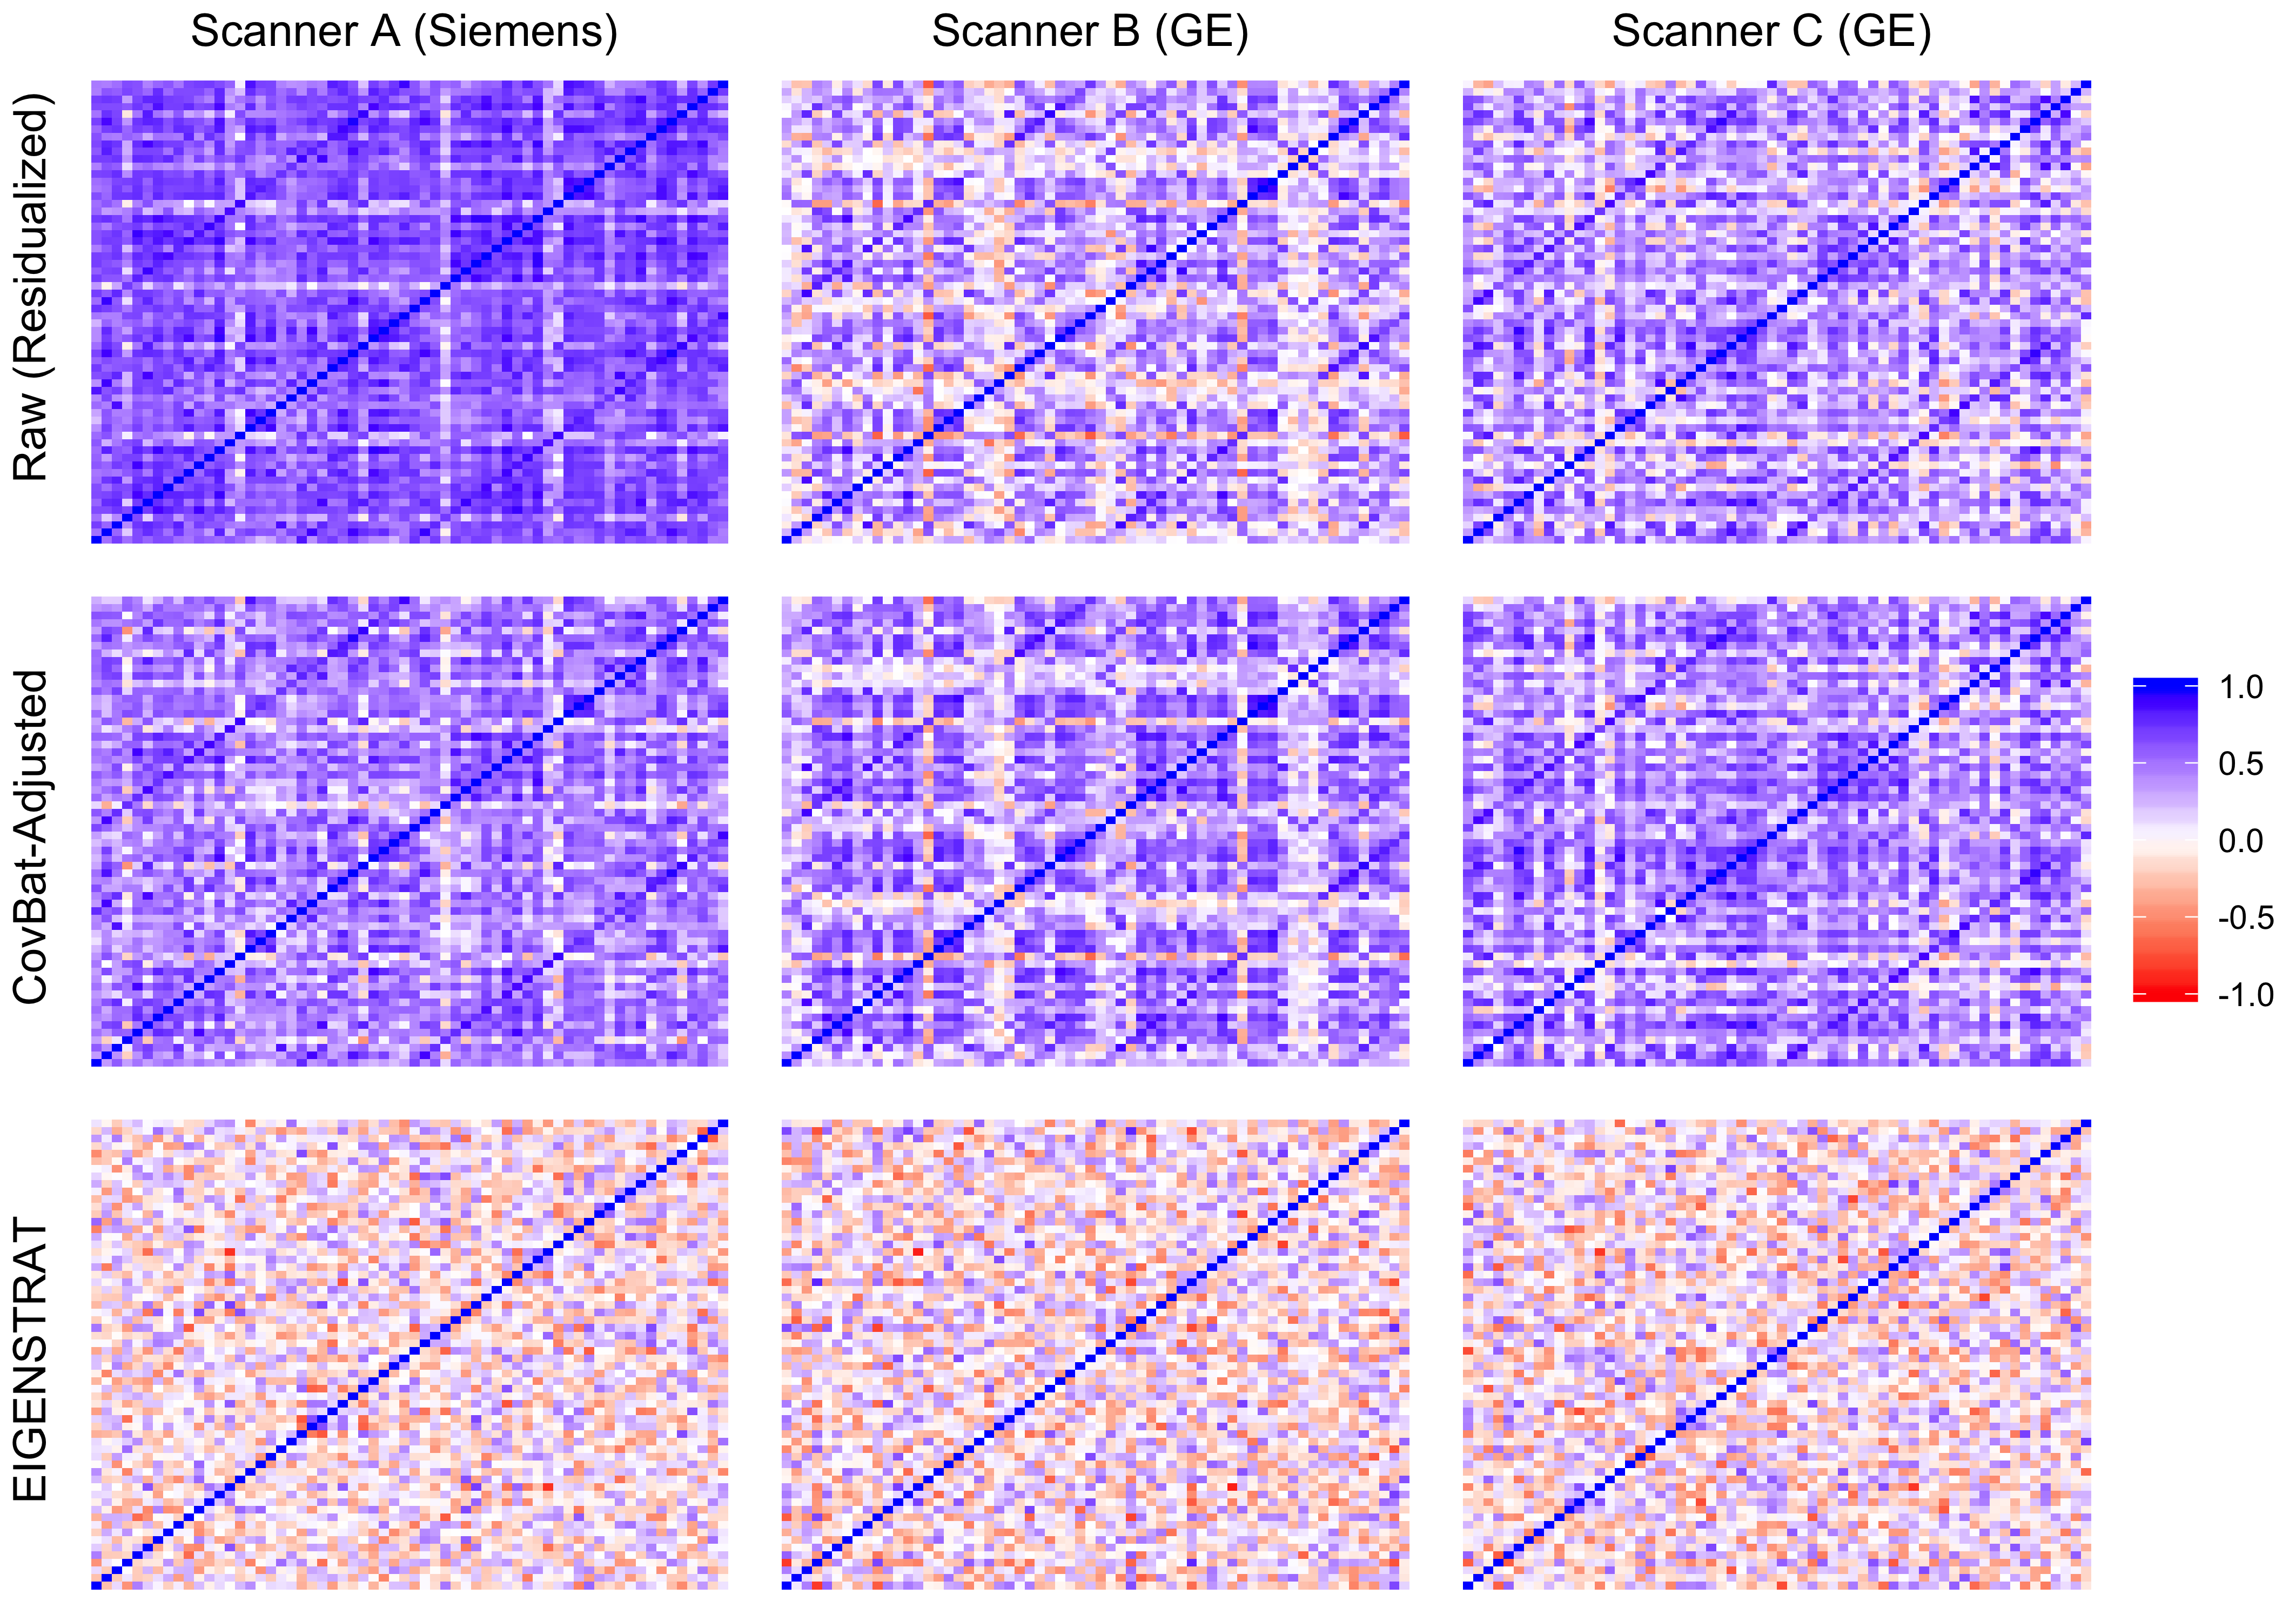 Scanner A (Siemens)
Scanner B (GE)
Scanner C (GE)
Raw (Residualized)
CovBat-Adjusted
1.0
0.5
0.0
-0.5
-1.0
EIGENSTRAT